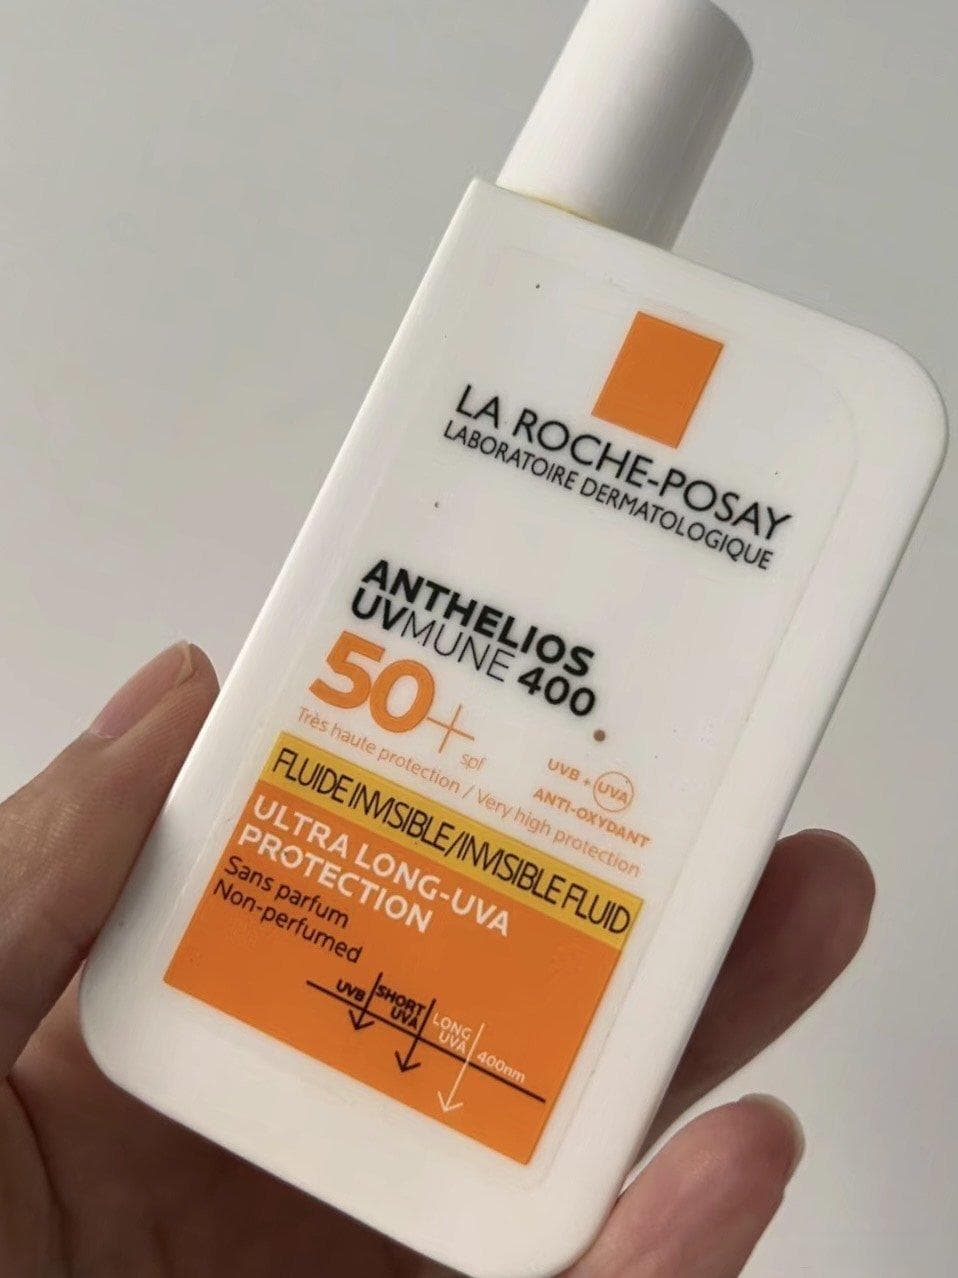 LA ROCHE-POSAY
LABORATOIRE DERMATOLOGIQUE
ANTHELIOS
UVMUNE 400
50+ spf
UVB + UVA
ANTI-OXYDANT
Très haute protection / Very high protection
FLUIDE INVISIBLE/INVISIBLE FLUID
ULTRA LONG-UVA
PROTECTION
Sans parfum
Non-perfumed
UVB
SHORT
UVA
LONG
UVA
400nm